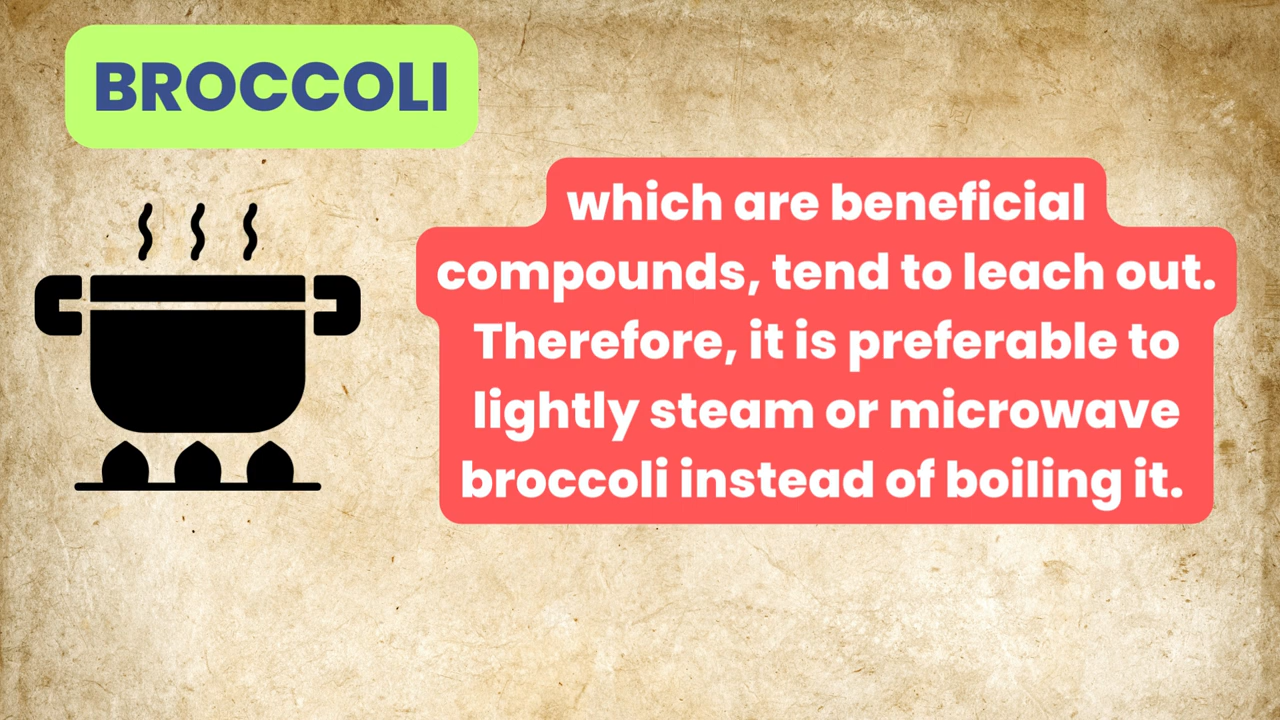 BROCCOLI
which are beneficial
compounds, tend to leach out.
Therefore, it is preferable to
lightly steam or microwave
broccoli instead of boiling it.